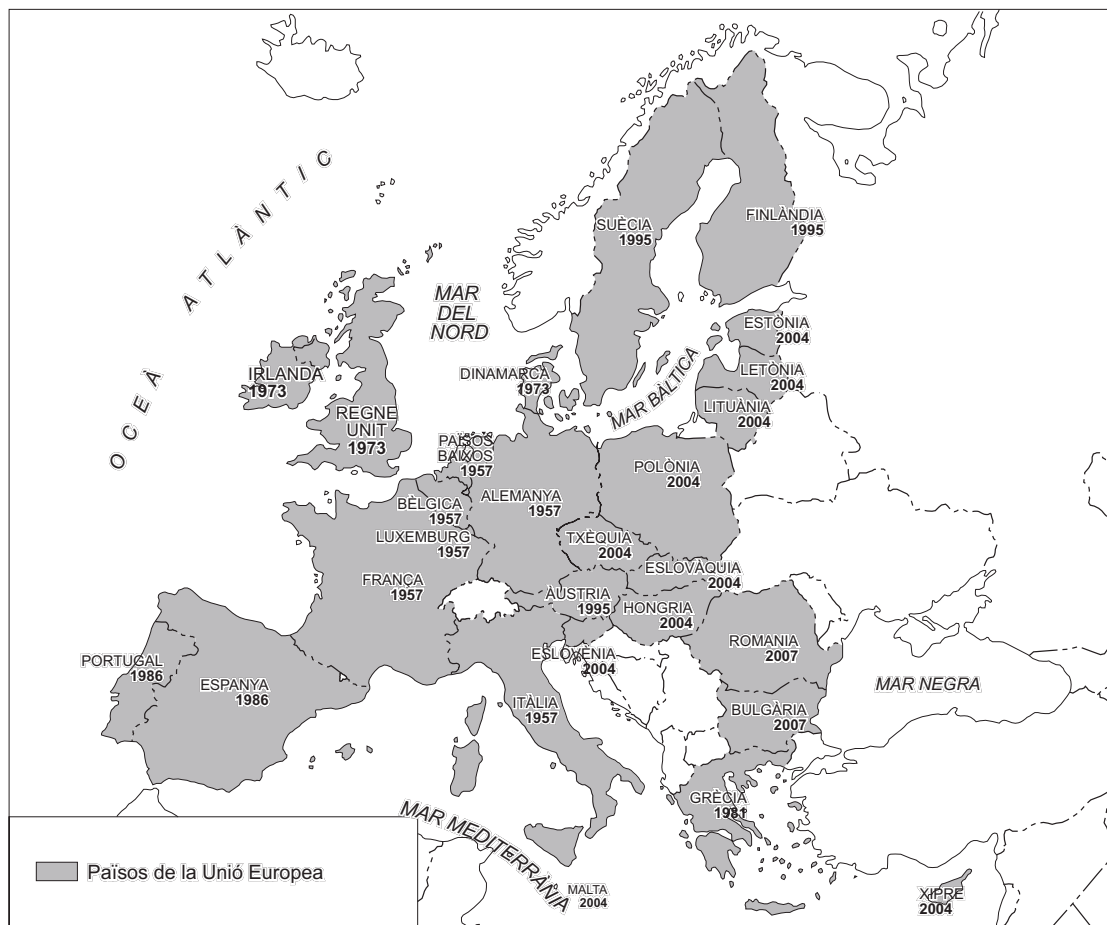 OCEÀ ATLÀNTIC
SUÈCIA
1995
FINLÀNDIA
1995
MAR
DEL
NORD
ESTÒNIA
2004
LETÒNIA
2004
LITUÀNIA
2004
MAR BÀLTICA
DINAMARCA
1973
IRLANDA
1973
REGNE
UNIT
1973
PAÏSOS
BAIXOS
1957
POLÒNIA
2004
BÈLGICA
1957
ALEMANYA
1957
LUXEMBURG
1957
TXÈQUIA
2004
ESLOVÀQUIA
2004
FRANÇA
1957
ÀUSTRIA
1995
HONGRIA
2004
ROMANIA
2007
ESLOVÈNIA
2004
PORTUGAL
1986
ESPANYA
1986
ITÀLIA
1957
BULGÀRIA
2007
MAR NEGRA
GRÈCIA
1981
MAR MEDITERRÀNIA
MALTA
2004
XIPRE
2004
Països de la Unió Europea